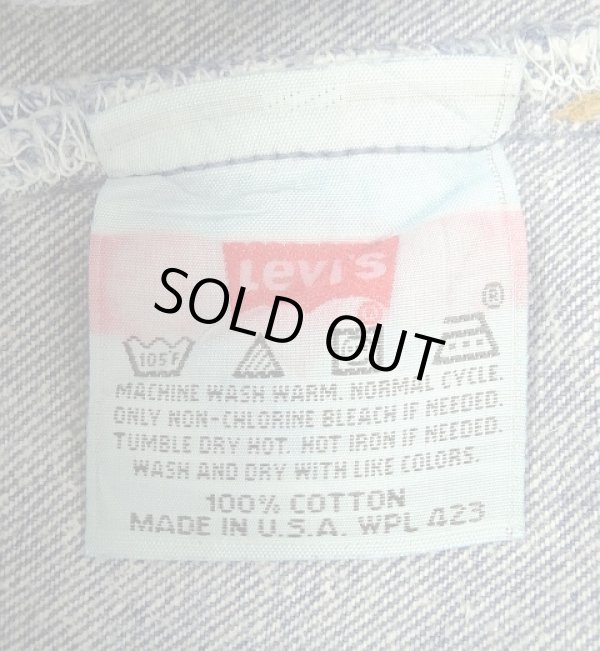 Levi's
R
SOLD OUT
105°F
R
MACHINE WASH WARM. NORMAL CYCLE.
ONLY NON-CHLORINE BLEACH IF NEEDED.
TUMBLE DRY HOT. HOT IRON IF NEEDED.
WASH AND DRY WITH LIKE COLORS.
100% COTTON
MADE IN U.S.A. WPL 423